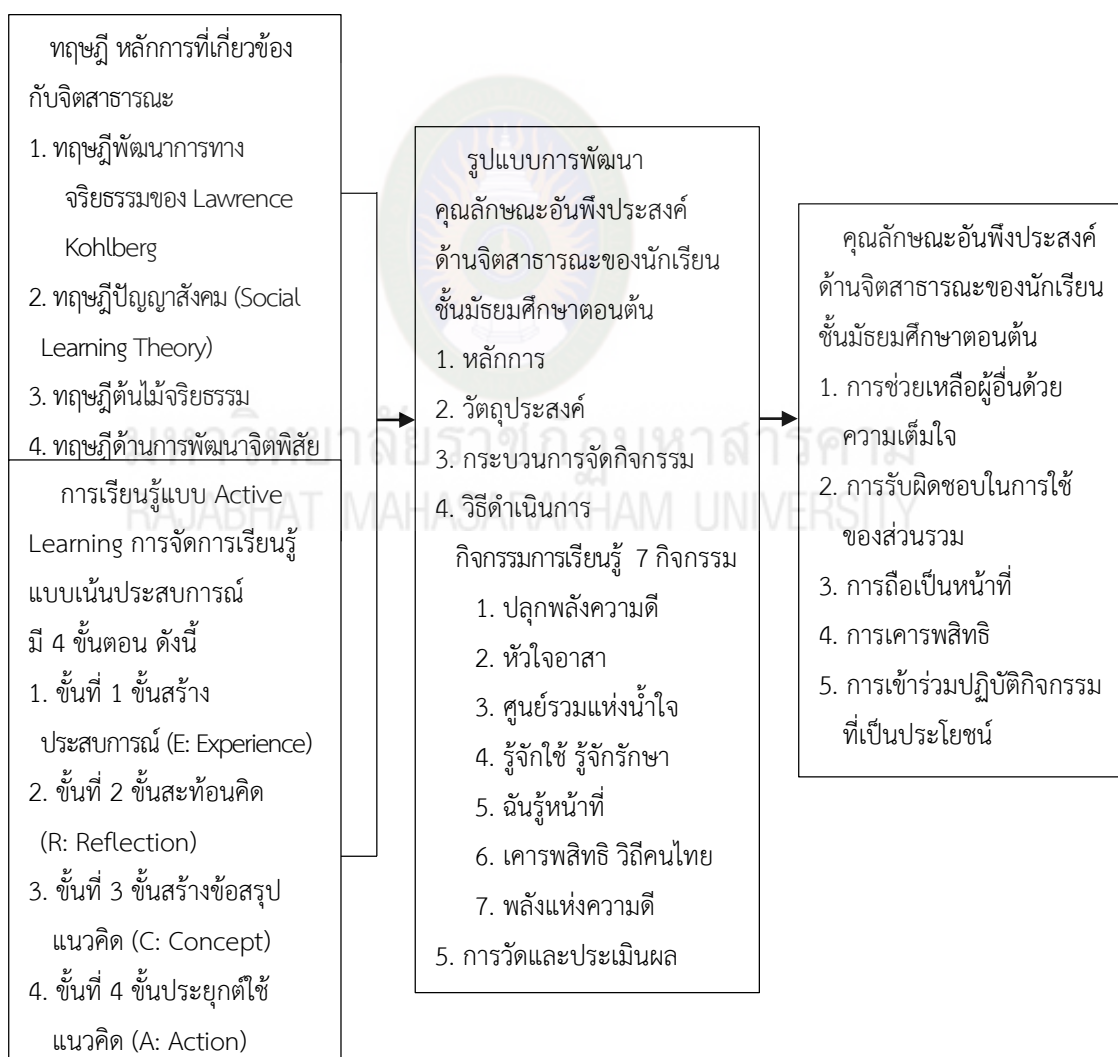 ทฤษฎี หลักการที่เกี่ยวข้อง
กับจิตสาธารณะ
1. ทฤษฎีพัฒนาการทาง
จริยธรรมของ Lawrence
Kohlberg
2. ทฤษฎีปัญญาสังคม (Social
Learning Theory)
3. ทฤษฎีต้นไม้จริยธรรม
4. ทฤษฎีด้านการพัฒนาจิตพิสัย
การเรียนรู้แบบ Active
Learning การจัดการเรียนรู้
แบบเน้นประสบการณ์
มี 4 ขั้นตอน ดังนี้
1. ขั้นที่ 1 ขั้นสร้าง
ประสบการณ์ (E: Experience)
2. ขั้นที่ 2 ขั้นสะท้อนคิด
(R: Reflection)
3. ขั้นที่ 3 ขั้นสร้างข้อสรุป
แนวคิด (C: Concept)
4. ขั้นที่ 4 ขั้นประยุกต์ใช้
แนวคิด (A: Action)
รูปแบบการพัฒนา
คุณลักษณะอันพึงประสงค์
ด้านจิตสาธารณะของนักเรียน
ชั้นมัธยมศึกษาตอนต้น
1. หลักการ
2. วัตถุประสงค์
3. กระบวนการจัดกิจกรรม
4. วิธีดำเนินการ
กิจกรรมการเรียนรู้ 7 กิจกรรม
1. ปลุกพลังความดี
2. หัวใจอาสา
3. ศูนย์รวมแห่งน้ำใจ
4. รู้จักใช้ รู้จักรักษา
5. ฉันรู้หน้าที่
6. เคารพสิทธิ วิถีคนไทย
7. พลังแห่งความดี
5. การวัดและประเมินผล
คุณลักษณะอันพึงประสงค์
ด้านจิตสาธารณะของนักเรียน
ชั้นมัธยมศึกษาตอนต้น
1. การช่วยเหลือผู้อื่นด้วย
ความเต็มใจ
2. การรับผิดชอบในการใช้
ของส่วนรวม
3. การถือเป็นหน้าที่
4. การเคารพสิทธิ
5. การเข้าร่วมปฏิบัติกิจกรรม
ที่เป็นประโยชน์
มหาวิทยาลัยราชภัฏมหาสารคาม
RAJABHAT MAHASARAKHAM UNIVERSITY